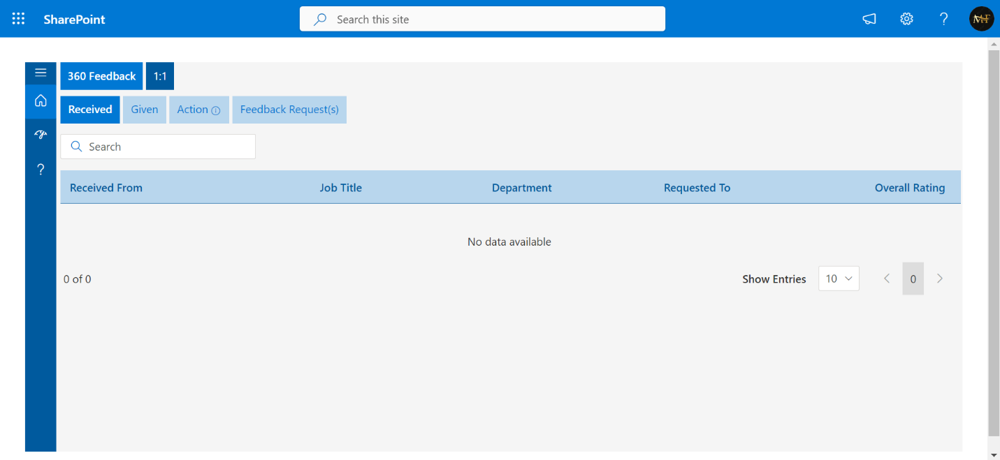 SharePoint
Search this site
MF
360 Feedback 1:1
Received Given Action Feedback Request(s)
Search
Received From Job Title Department Requested To Overall Rating
No data available
0 of 0 Show Entries 10 0